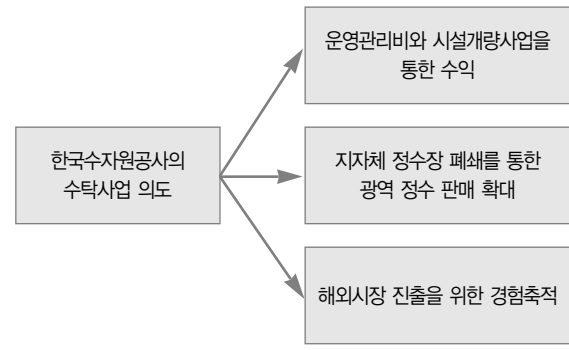 운영관리비와 시설개량사업을
통한 수익
한국수자원공사의
수탁사업 의도
지자체 정수장 폐쇄를 통한
광역 정수 판매 확대
해외시장 진출을 위한 경험축적